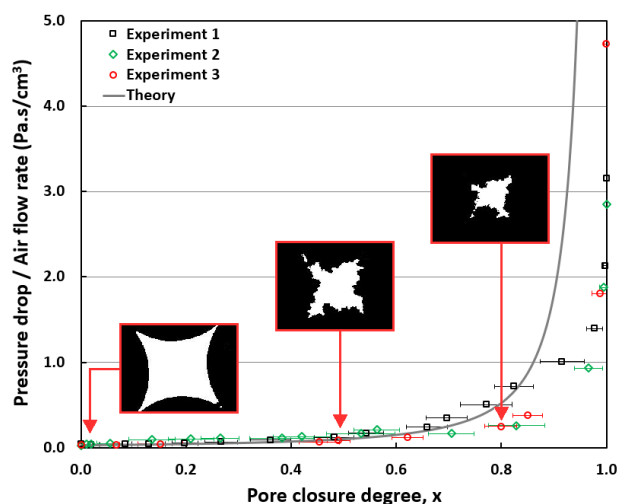 5.0
4.0
3.0
2.0
1.0
0.0
Pressure drop / Air flow rate (Pa.s/cm³)
Experiment 1
Experiment 2
Experiment 3
Theory
0.0
0.2
0.4
0.6
0.8
1.0
Pore closure degree, x